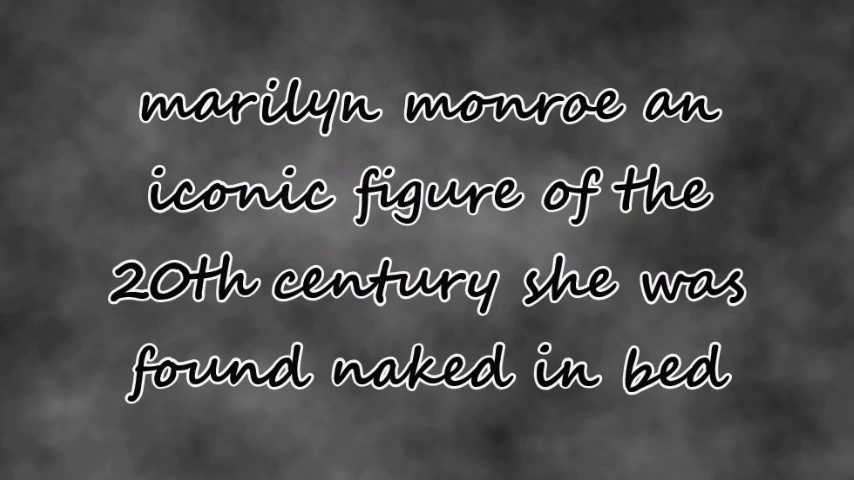 marilyn monroe an
iconic figure of the
20th century she was
found naked in bed